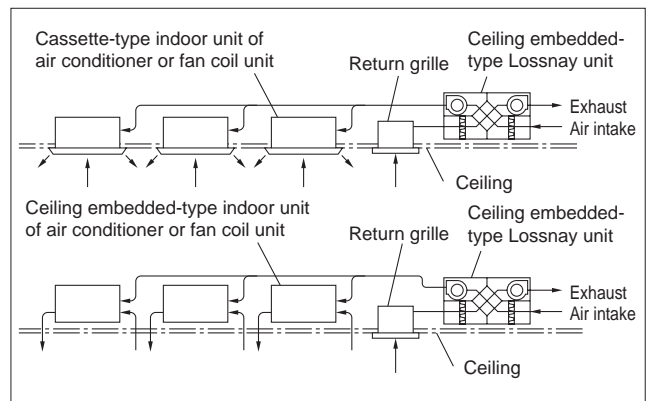 Cassette-type indoor unit of
air conditioner or fan coil unit
Return grille
Ceiling embedded-
type Lossnay unit
Exhaust
Air intake
Ceiling
Ceiling embedded-type indoor unit
of air conditioner or fan coil unit
Return grille
Ceiling embedded-
type Lossnay unit
Exhaust
Air intake
Ceiling